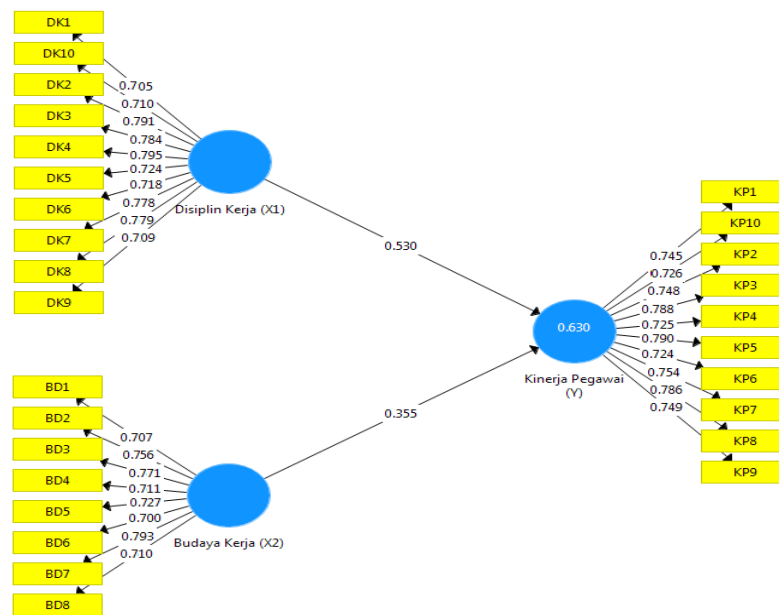 DK1
DK10
DK2
DK3
DK4
DK5
DK6
DK7
DK8
DK9
0.705
0.710
0.791
0.784
0.795
0.724
0.718
0.778
0.779
0.709
Disiplin Kerja (X1)
0.530
BD1
BD2
BD3
BD4
BD5
BD6
BD7
BD8
0.707
0.756
0.771
0.711
0.727
0.700
0.793
0.710
Budaya Kerja (X2)
0.355
0.630
Kinerja Pegawai
(Y)
0.745
0.726
0.748
0.788
0.725
0.790
0.724
0.754
0.786
0.749
KP1
KP10
KP2
KP3
KP4
KP5
KP6
KP7
KP8
KP9